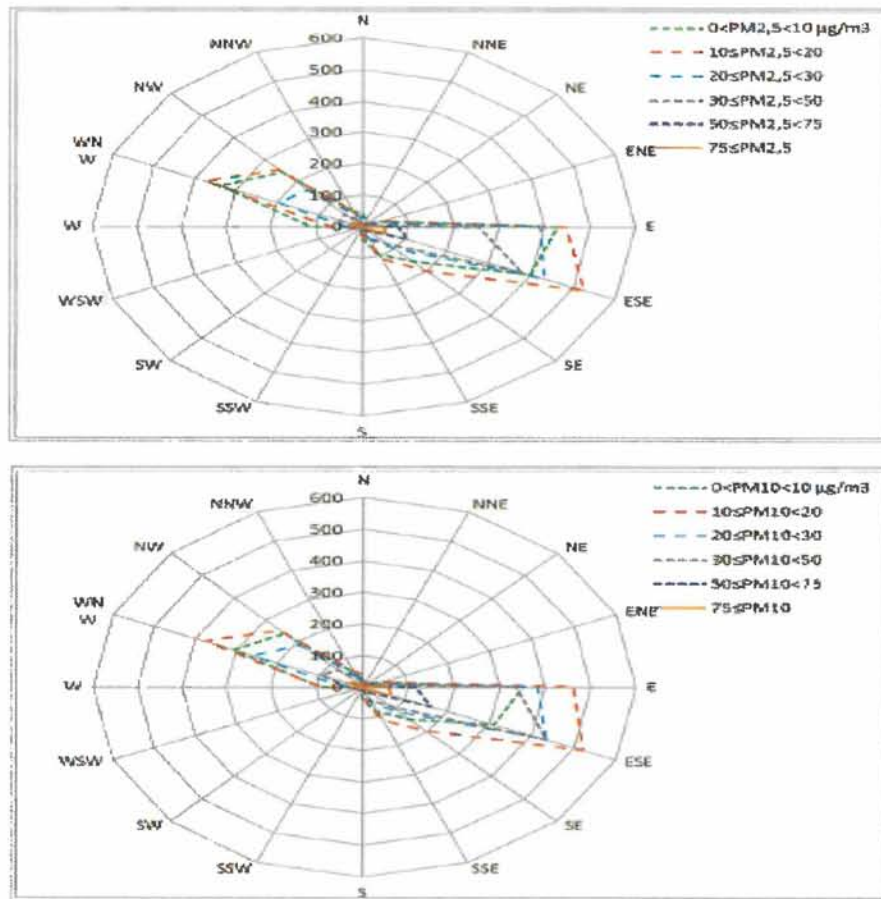 N
NNE
NE
ENE
E
ESE
SE
SSE
S
SSW
SW
WSW
W
WN
W
NW
NNW
600
500
400
300
200
100
0
0<PM2,5<10 µg/m3
10≤PM2,5<20
20≤PM2,5<30
30≤PM2,5<50
50≤PM2,5<75
75≤PM2,5
N
NNE
NE
ENE
E
ESE
SE
SSE
S
SSW
SW
WSW
W
WN
W
NW
NNW
600
500
400
300
200
100
0
0<PM10<10 µg/m3
10≤PM10<20
20≤PM10<30
30≤PM10<50
50≤PM10<75
75≤PM10